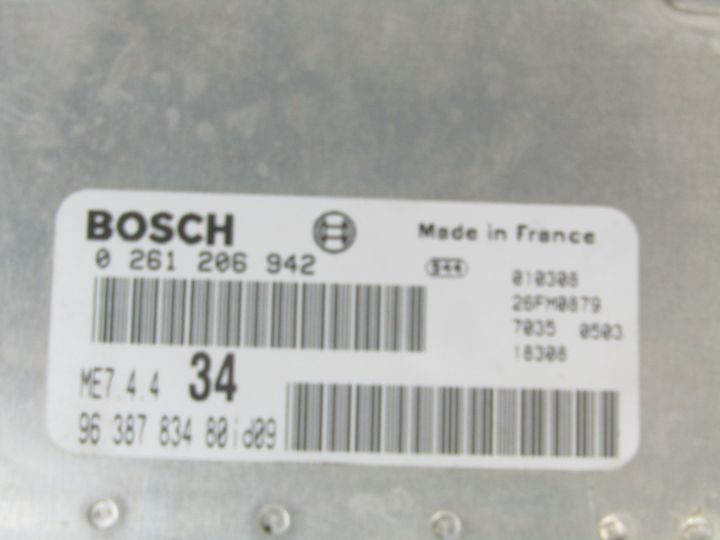 BOSCH
Made in France
0 261 206 942
010308
26FM0879
7035 0503
18308
ME7.4.4 34
96 387 834 80id09